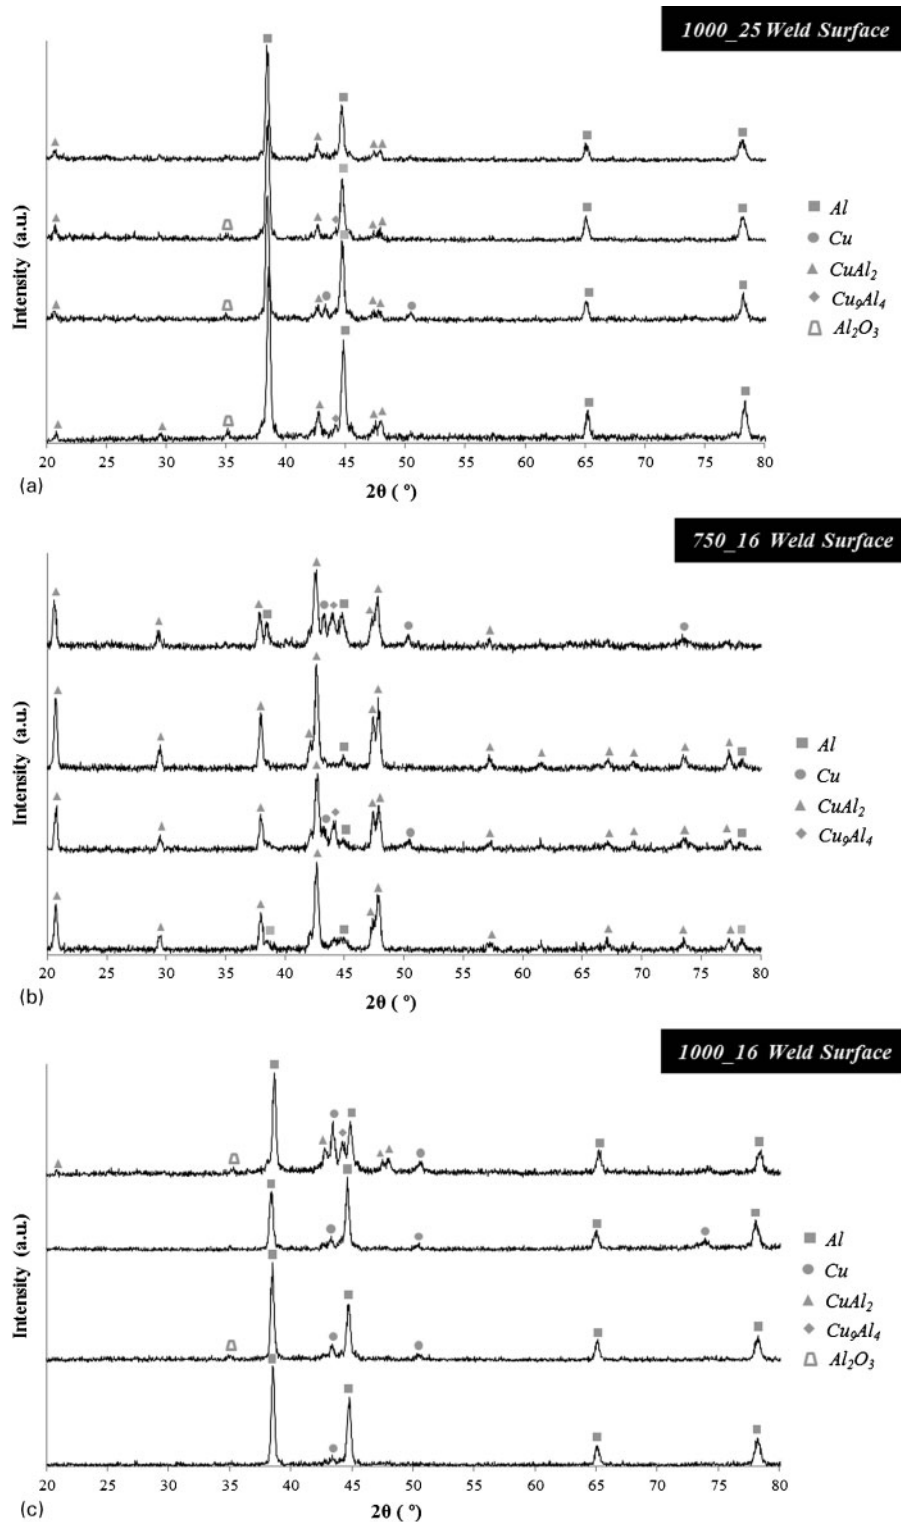 1000_25 Weld Surface
Intensity (a.u.)
Al
Cu
CuAl2
Cu9Al4
Al2O3
20 25 30 35 40 45 50 55 60 65 70 75 80
(a)
2θ ( º)
750_16 Weld Surface
Intensity (a.u.)
Al
Cu
CuAl2
Cu9Al4
20 25 30 35 40 45 50 55 60 65 70 75 80
(b)
2θ ( º)
1000_16 Weld Surface
Intensity (a.u.)
Al
Cu
CuAl2
Cu9Al4
Al2O3
20 25 30 35 40 45 50 55 60 65 70 75 80
(c)
2θ ( º)